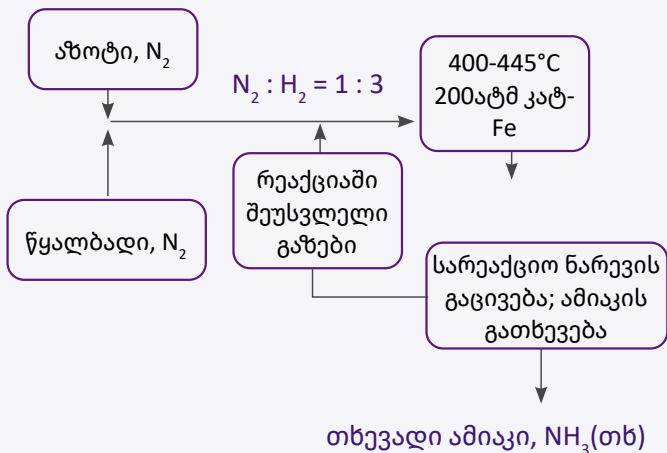 აზოტი, N₂
N₂ : H₂ = 1 : 3
400-445°C
200ატმ კატ-
Fe
წყალბადი, N₂
რეაქციაში
შეუსვლელი
გაზები
სარეაქციო ნარევის
გაცივება; ამიაკის
გათხევება
თხევადი ამიაკი, NH₃(თხ)